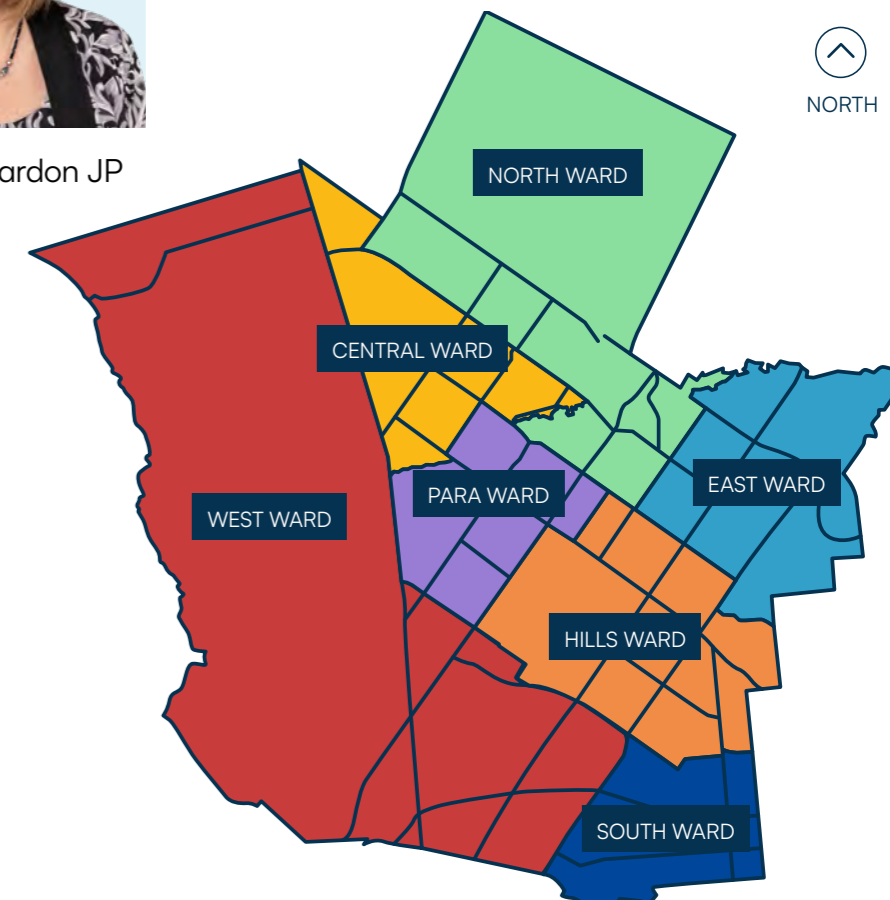 NORTH
ardon JP
NORTH WARD
CENTRAL WARD
EAST WARD
PARA WARD
WEST WARD
HILLS WARD
SOUTH WARD